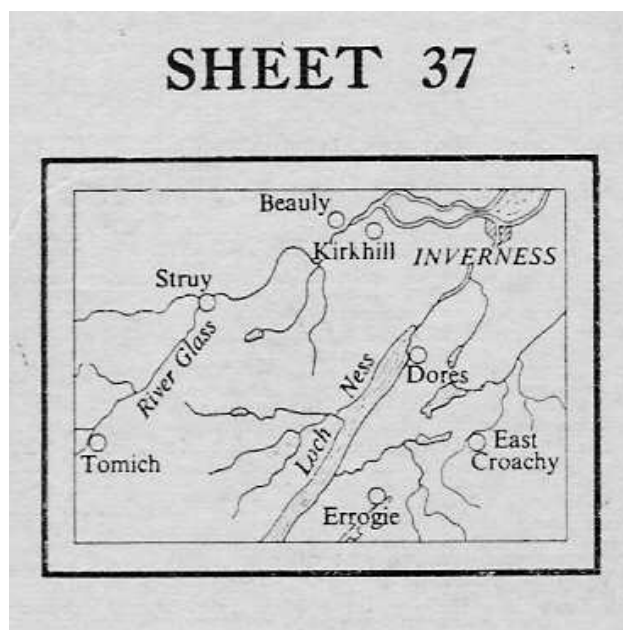 SHEET 37
Beauly
Kirkhill
INVERNESS
Struy
River Glass
Loch Ness
Dores
Tomich
East
Croachy
Errogie